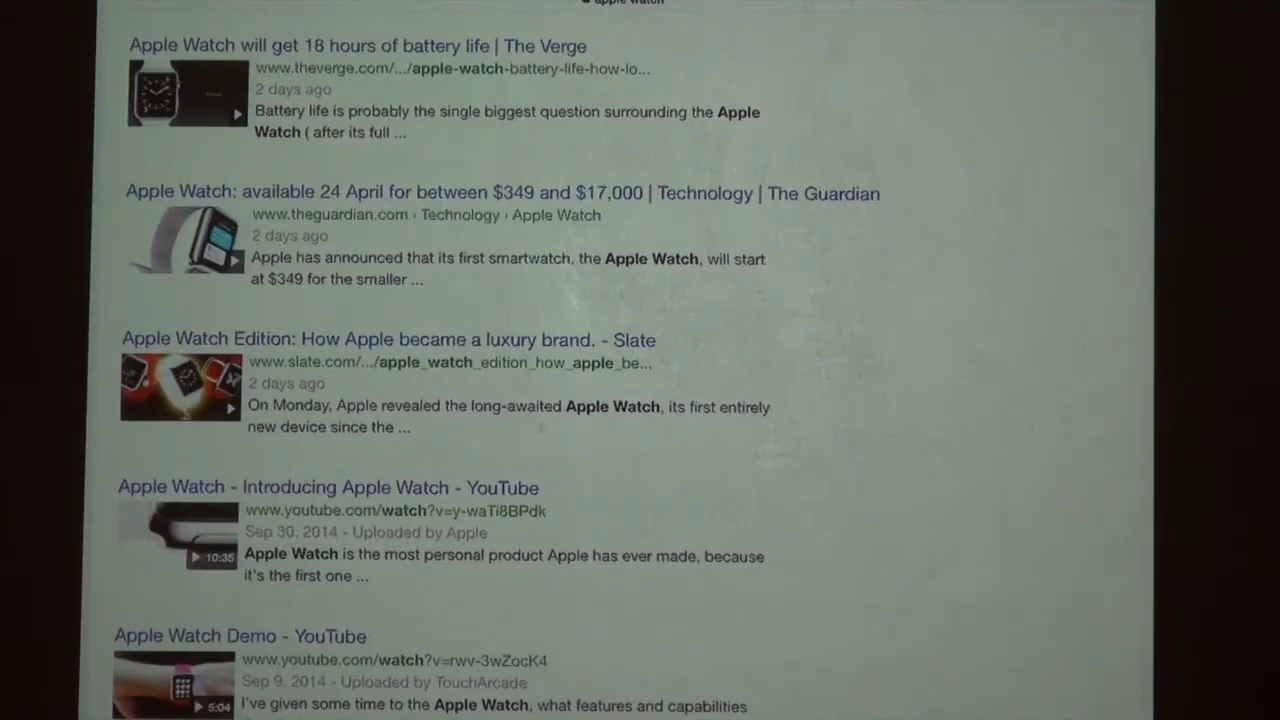 apple watch
Apple Watch will get 18 hours of battery life | The Verge
www.theverge.com/.../apple-watch-battery-life-how-lo...
2 days ago
Battery life is probably the single biggest question surrounding the Apple
Watch ( after its full ...
Apple Watch: available 24 April for between $349 and $17,000 | Technology | The Guardian
www.theguardian.com › Technology › Apple Watch
2 days ago
Apple has announced that its first smartwatch, the Apple Watch, will start
at $349 for the smaller ...
Apple Watch Edition: How Apple became a luxury brand. - Slate
www.slate.com/.../apple_watch_edition_how_apple_be...
2 days ago
On Monday, Apple revealed the long-awaited Apple Watch, its first entirely
new device since the ...
Apple Watch - Introducing Apple Watch - YouTube
www.youtube.com/watch?v=y-waTi8BPdk
Sep 30, 2014 - Uploaded by Apple
10:35
Apple Watch is the most personal product Apple has ever made, because
it's the first one ...
Apple Watch Demo - YouTube
www.youtube.com/watch?v=rwv-3wZocK4
Sep 9, 2014 - Uploaded by TouchArcade
5:04
I've given some time to the Apple Watch, what features and capabilities